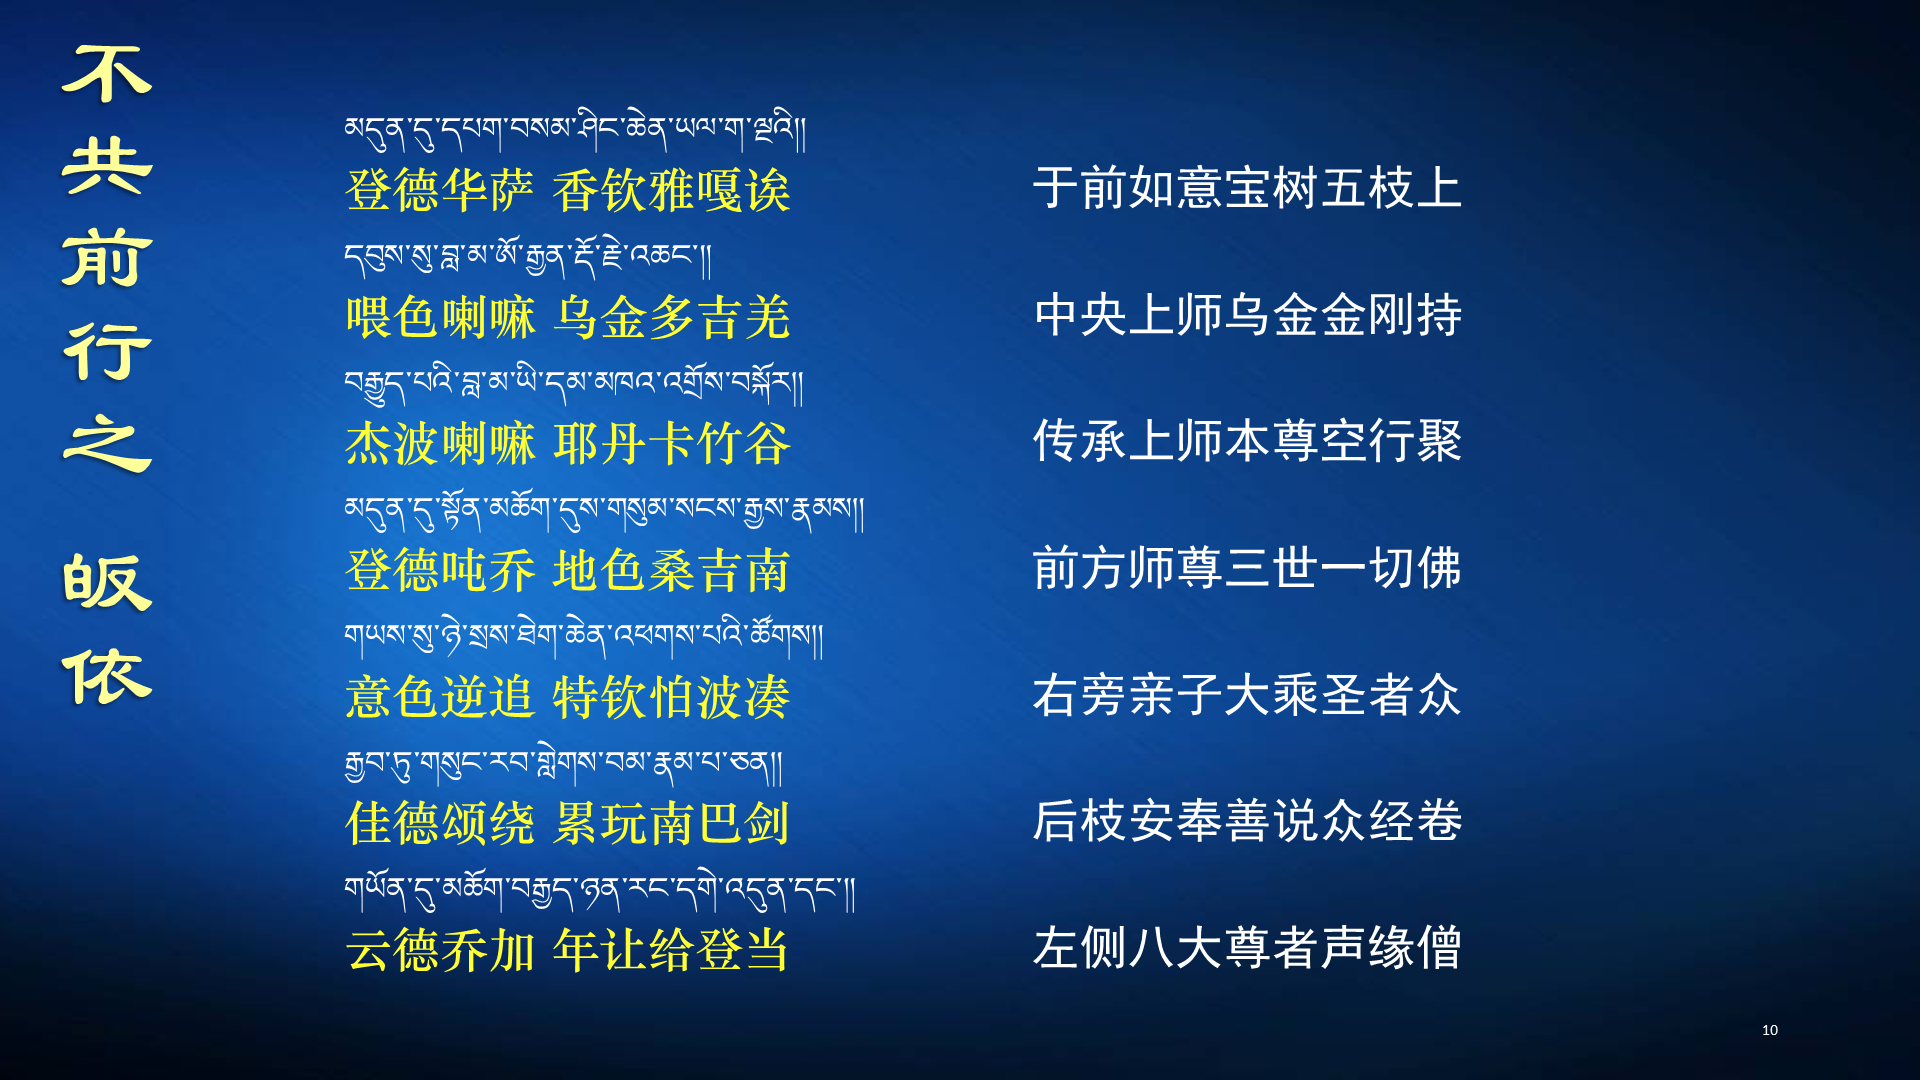 不共前行之 皈依
མདུན་དུ་དཔག་བསམ་ཤིང་ཆེན་ཡལ་ག་ལྔའི།།
登德华萨 香钦雅嘎诶
于前如意宝树五枝上
དབུས་སུ་བླ་མ་ཨོ་རྒྱན་རྡོ་རྗེ་འཆང་།།
喂色喇嘛 乌金多吉羌
中央上师乌金金刚持
བརྒྱུད་པའི་བླ་མ་ཡི་དམ་མཁའ་འགྲོས་བསྐོར།།
杰波喇嘛 耶丹卡竹谷
传承上师本尊空行聚
མདུན་དུ་སྟོན་མཆོག་དུས་གསུམ་སངས་རྒྱས་རྣམས།།
登德吨乔 地色桑吉南
前方师尊三世一切佛
གཡས་སུ་ཉེ་སྲས་ཐེག་ཆེན་འཕགས་པའི་ཚོགས།།
意色逆追 特钦怕波凑
右旁亲子大乘圣者众
རྒྱབ་ཏུ་གསུང་རབ་གླེགས་བམ་རྣམ་པ་ཅན།།
佳德颂绕 累玩南巴剑
后枝安奉善说众经卷
གཡོན་དུ་མཆོག་བརྒྱད་ཉན་རང་དགེ་འདུན་དང་།།
云德乔加 年让给登当
左侧八大尊者声缘僧
10